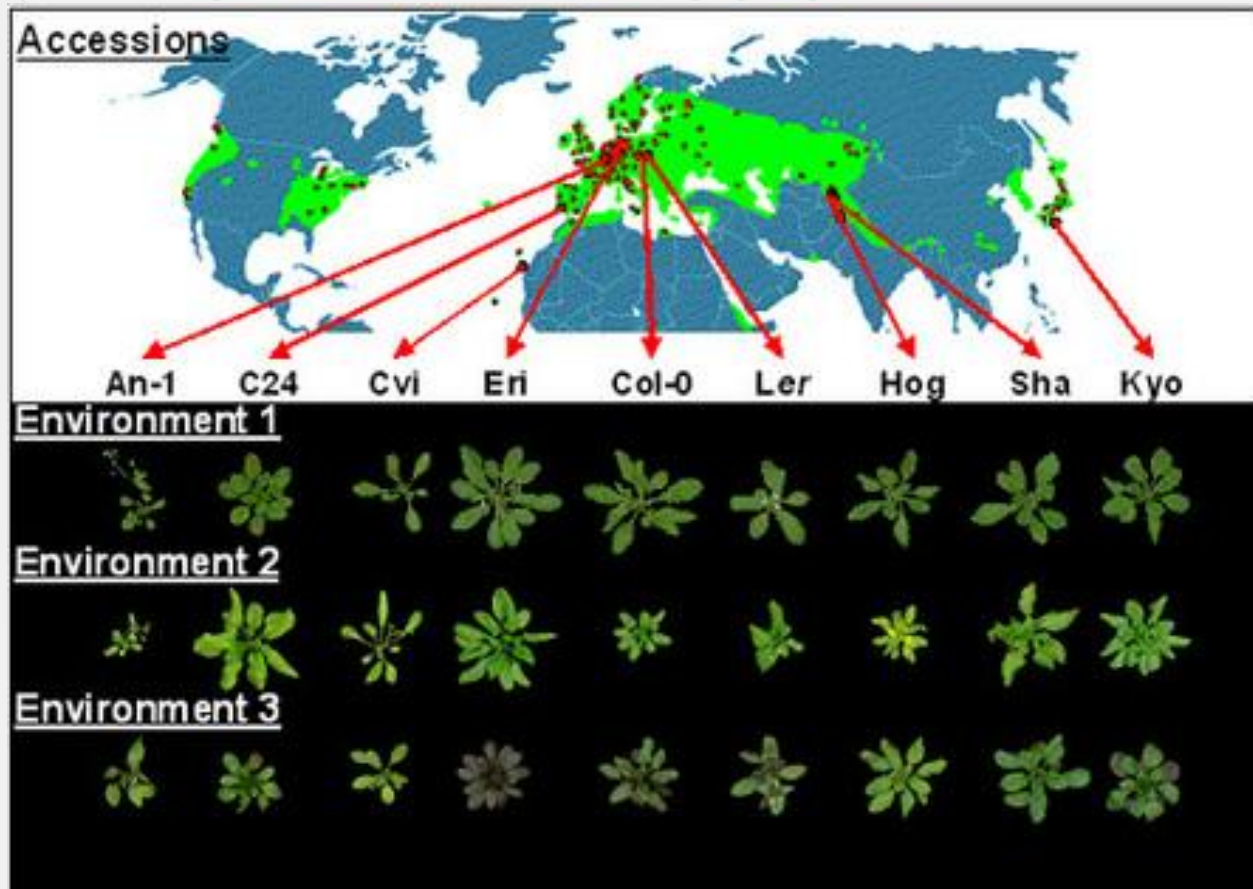 Accessions
An-1 C24 Cvi Eri Col-0 Ler Hog Sha Kyo
Environment 1
Environment 2
Environment 3